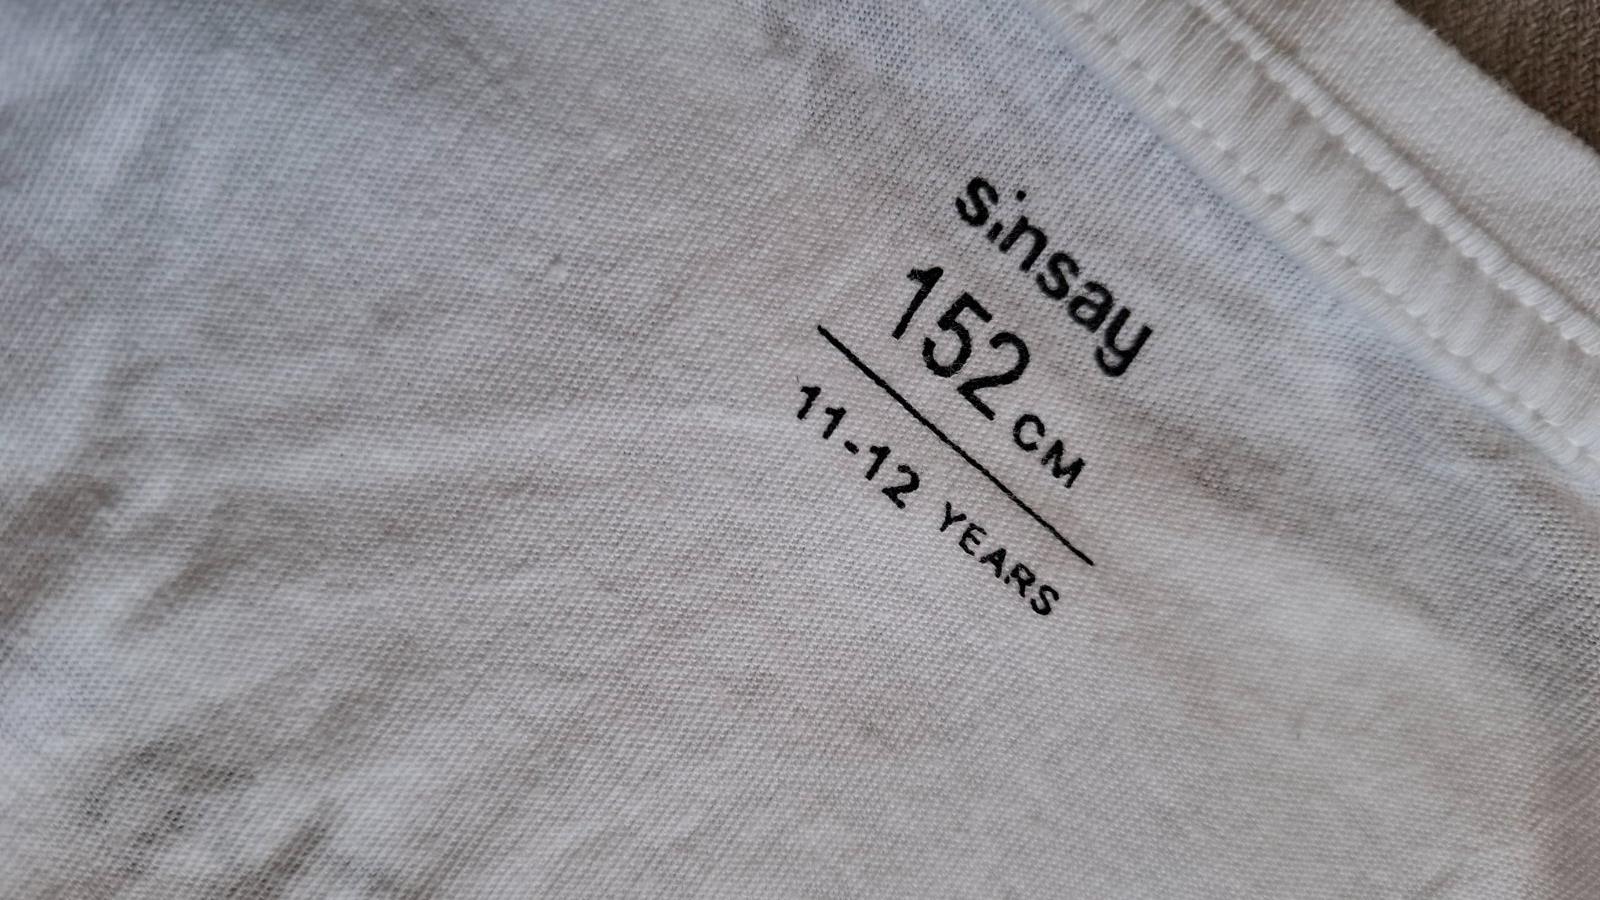 sinsay
152 CM
11-12 YEARS